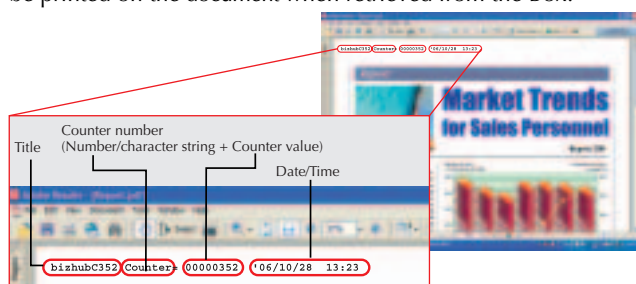 be printed on the document when retrieved from the Box.
bizhubC352 Counter= 00000352 '06/10/28 13:23
Market Trends
for Sales Personnel
Counter number
(Number/character string + Counter value)
Title
Date/Time
bizhubC352 Counter= 00000352 '06/10/28 13:23